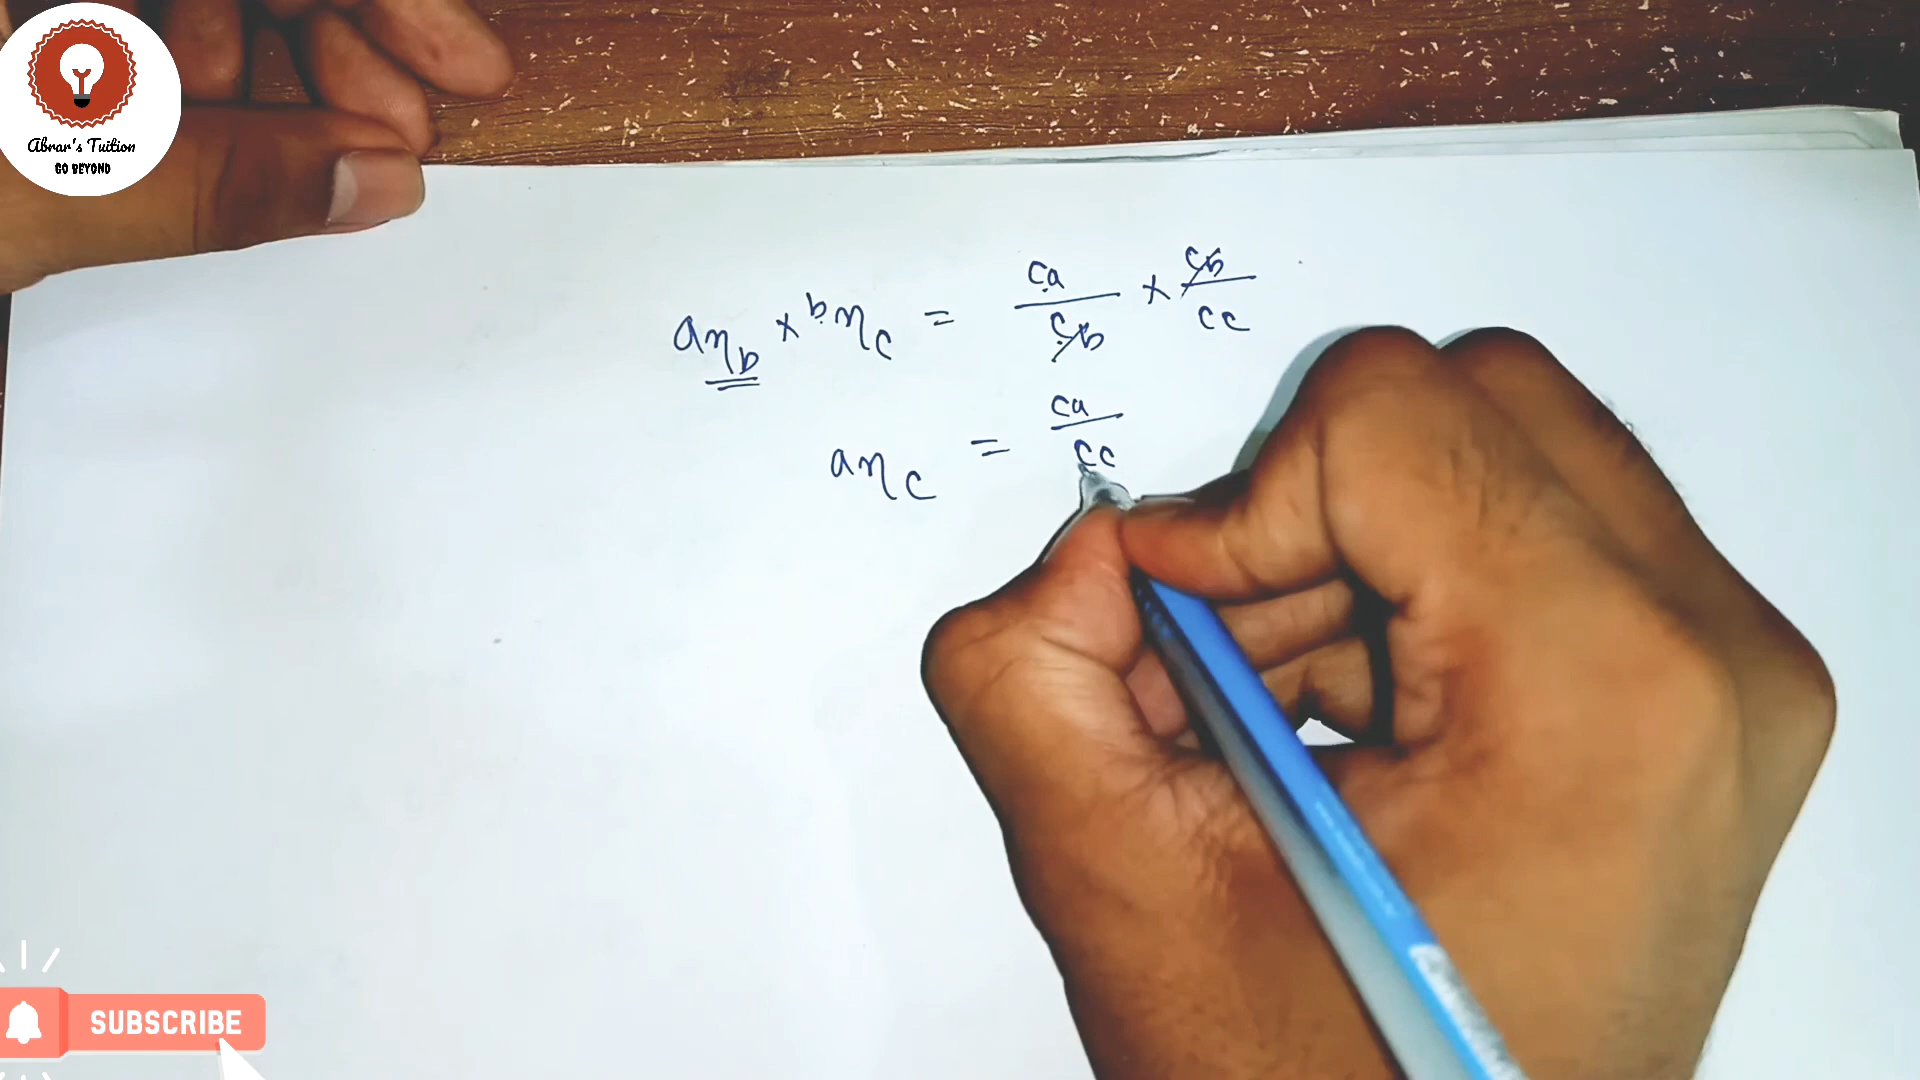 Abrar's Tuition
GO BEYOND
aηb × bηc = ca/cb × cb/cc
aηc = ca/cc
SUBSCRIBE